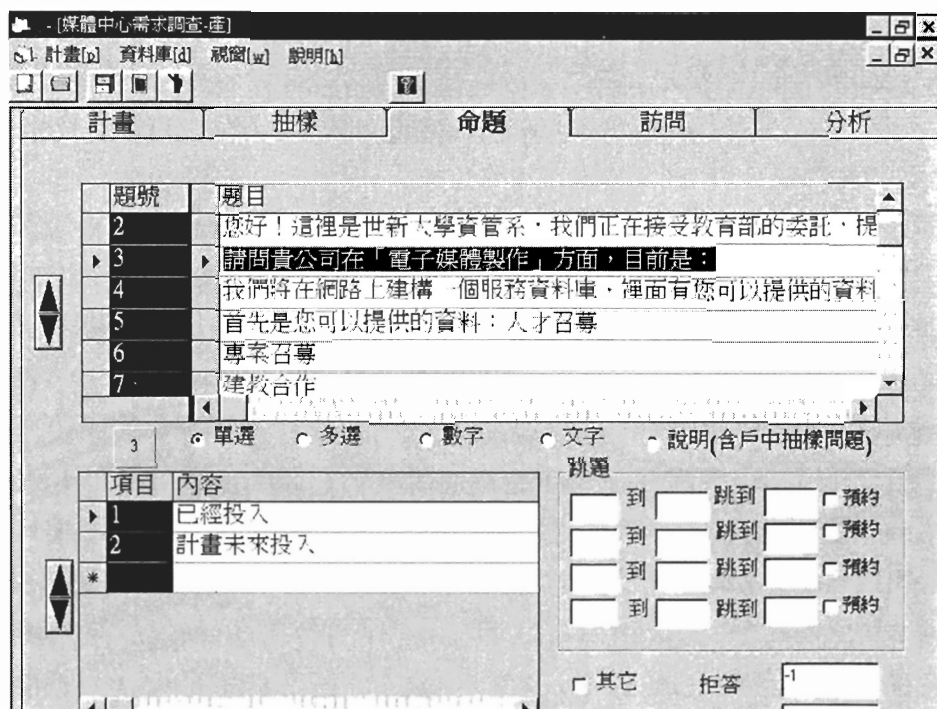 - [媒體中心需求調查-產]
計畫[p] 資料庫[d] 視窗[w] 說明[h]
計畫 抽樣 命題 訪問 分析
題號 題目
2 您好！這裡是世新大學資管系，我們正在接受教育部的委託，提
3 請問貴公司在「電子媒體製作」方面，目前是：
4 我們將在網路上建構一個服務資料庫，裡面有您可以提供的資料
5 首先是您可以提供的資料：人才召募
6 專案召募
7 建教合作
3 單選 多選 數字 文字 說明(含戶中抽樣問題)
跳題
項目 內容
1 已經投入
2 計畫未來投入
*
到 跳到 預約
到 跳到 預約
到 跳到 預約
到 跳到 預約
其它 拒答 -1